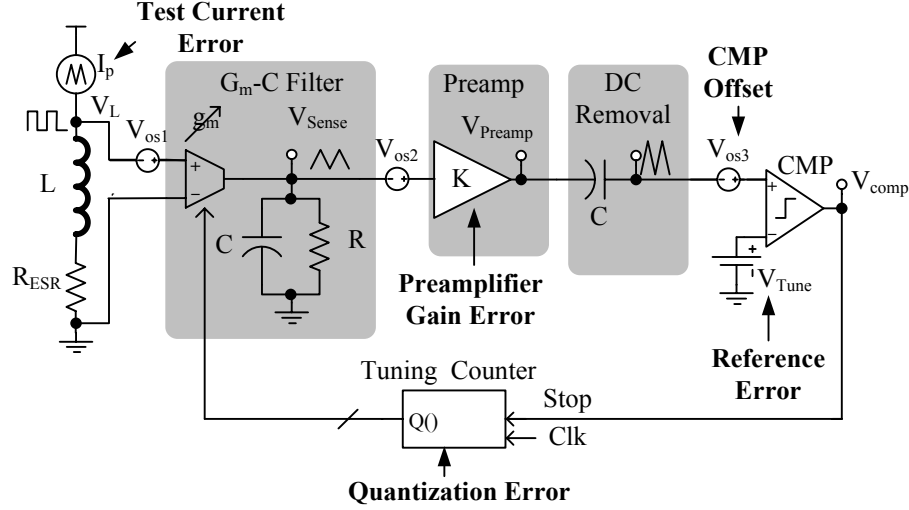 Test Current
Error
I_p
G_m-C Filter
Preamp
DC
Removal
CMP
Offset
V_L
V_os1
g_m
V_Sense
V_os2
V_Preamp
V_os3
CMP
V_comp
+
−
L
K
C
+
−
C
R
+
V_Tune
R_ESR
Preamplifier
Gain Error
Reference
Error
Tuning Counter
Q()
Stop
Clk
Quantization Error